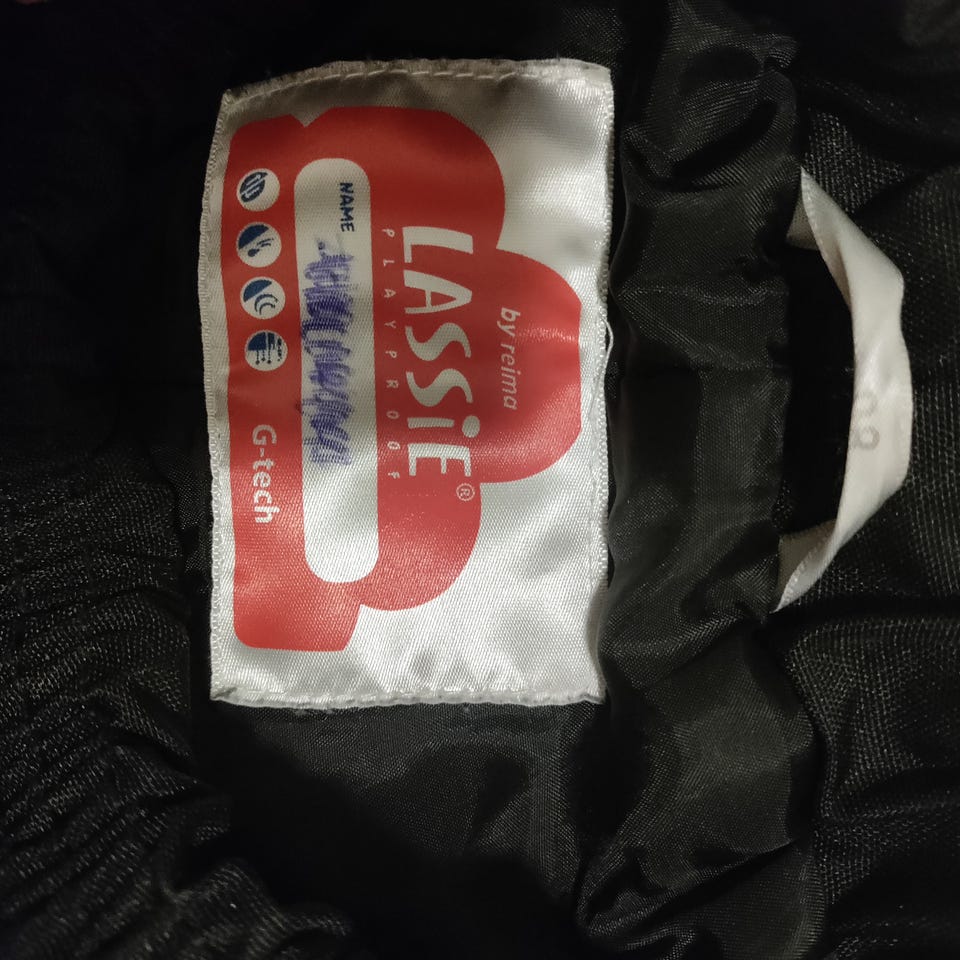 by reima
LASSiE®
PLAYPROOF
NAME
G-tech